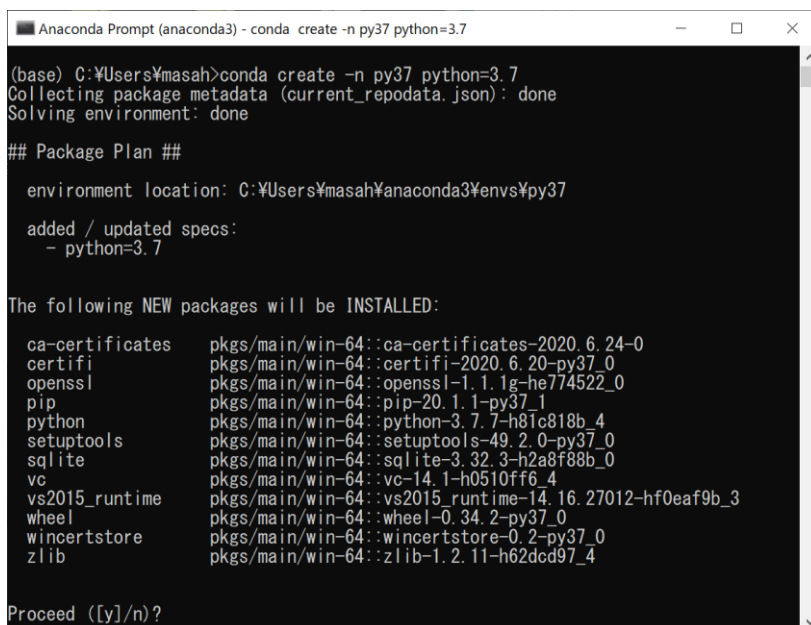 Anaconda Prompt (anaconda3) - conda  create -n py37 python=3.7
(base) C:¥Users¥masah>conda create -n py37 python=3.7
Collecting package metadata (current_repodata.json): done
Solving environment: done
## Package Plan ##
environment location: C:¥Users¥masah¥anaconda3¥envs¥py37
added / updated specs:
- python=3.7
The following NEW packages will be INSTALLED:
ca-certificates    pkgs/main/win-64::ca-certificates-2020.6.24-0
certifi            pkgs/main/win-64::certifi-2020.6.20-py37_0
openssl            pkgs/main/win-64::openssl-1.1.1g-he774522_0
pip                pkgs/main/win-64::pip-20.1.1-py37_1
python             pkgs/main/win-64::python-3.7.7-h81c818b_4
setuptools         pkgs/main/win-64::setuptools-49.2.0-py37_0
sqlite             pkgs/main/win-64::sqlite-3.32.3-h2a8f88b_0
vc                 pkgs/main/win-64::vc-14.1-h0510ff6_4
vs2015_runtime     pkgs/main/win-64::vs2015_runtime-14.16.27012-hf0eaf9b_3
wheel              pkgs/main/win-64::wheel-0.34.2-py37_0
wincertstore       pkgs/main/win-64::wincertstore-0.2-py37_0
zlib               pkgs/main/win-64::zlib-1.2.11-h62dcd97_4
Proceed ([y]/n)?